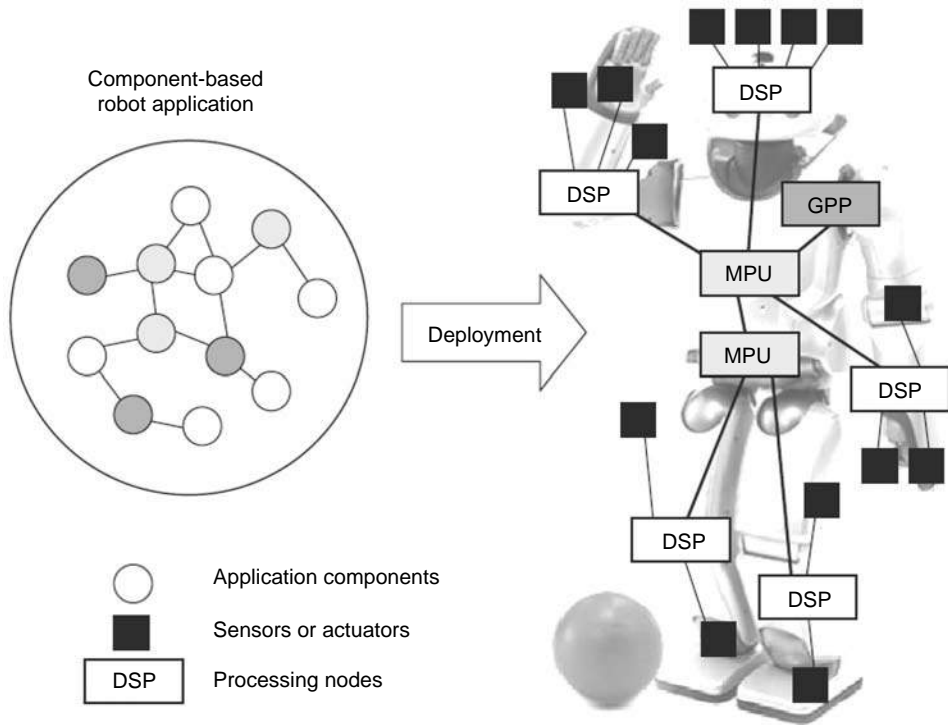 Component-based
robot application
Deployment
Application components
Sensors or actuators
DSP
Processing nodes
DSP
DSP
GPP
MPU
MPU
DSP
DSP
DSP